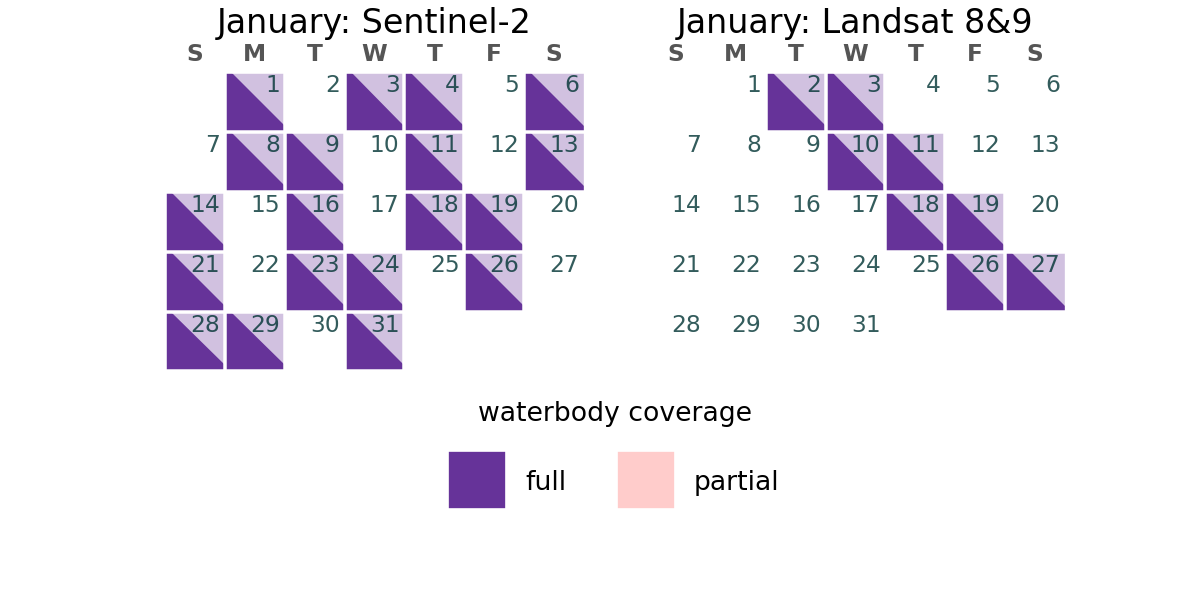 January: Sentinel-2
S M T W T F S
1 2 3 4 5 6
7 8 9 10 11 12 13
14 15 16 17 18 19 20
21 22 23 24 25 26 27
28 29 30 31
January: Landsat 8&9
S M T W T F S
1 2 3 4 5 6
7 8 9 10 11 12 13
14 15 16 17 18 19 20
21 22 23 24 25 26 27
28 29 30 31
waterbody coverage
full partial